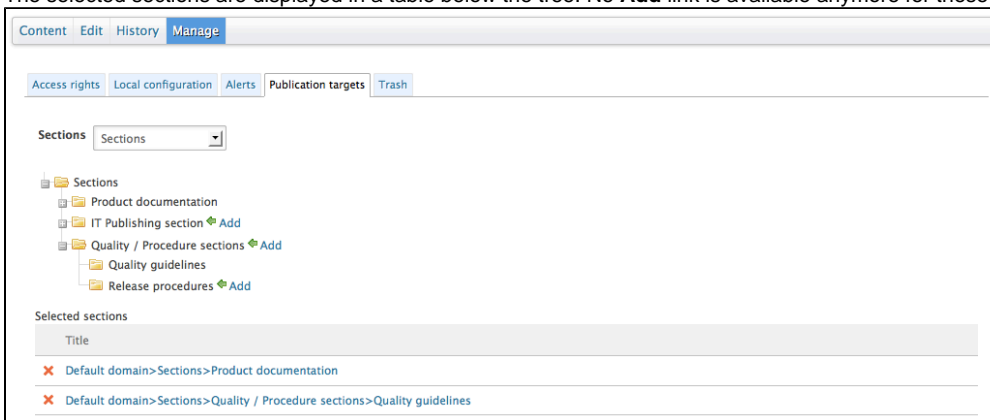 The selected sections are displayed in a table below the tree. No Add link is available anymore for these
Content Edit History Manage
Access rights Local configuration Alerts Publication targets Trash
Sections Sections
Sections
Product documentation
IT Publishing section Add
Quality / Procedure sections Add
Quality guidelines
Release procedures Add
Selected sections
Title
Default domain>Sections>Product documentation
Default domain>Sections>Quality / Procedure sections>Quality guidelines